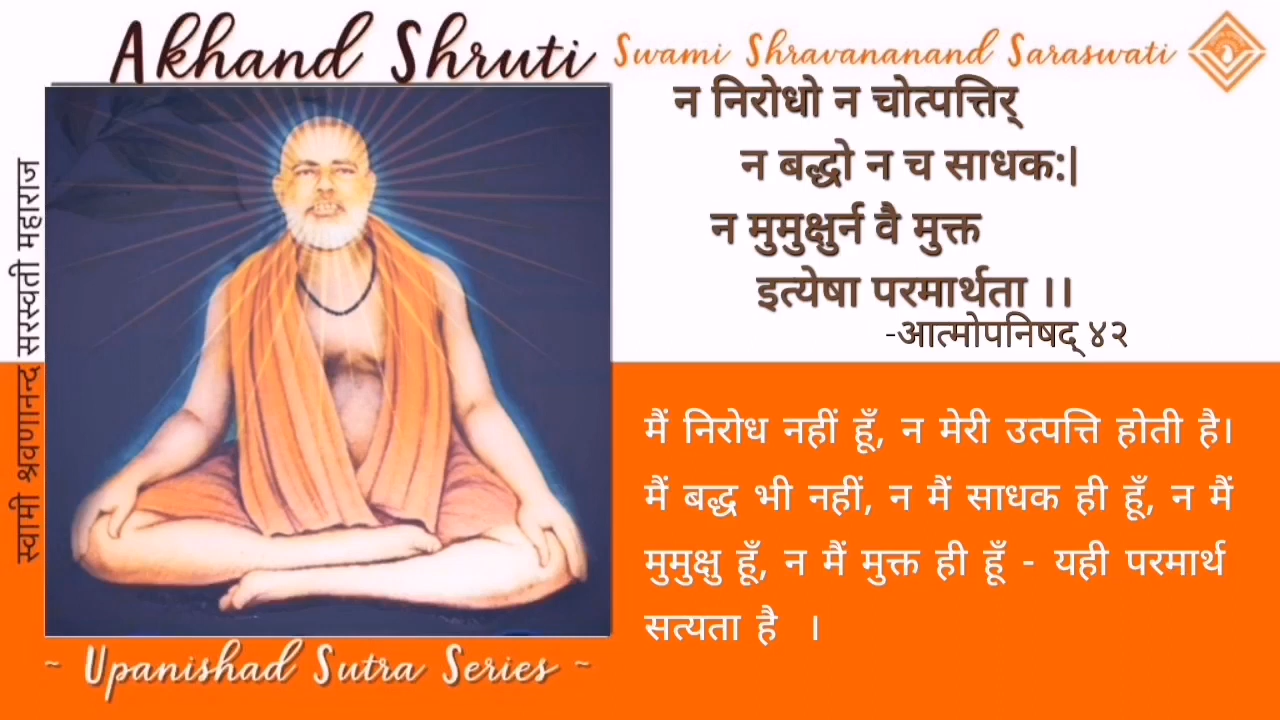 Akhand Shruti
Swami Shravananand Saraswati
न निरोधो न चोत्पत्तिर्
न बद्धो न च साधक:|
न मुमुक्षुर्न वै मुक्त
इत्येषा परमार्थता ।।
-आत्मोपनिषद् ४२
स्वामी श्रवणानन्द सरस्वती महाराज
मैं निरोध नहीं हूँ, न मेरी उत्पत्ति होती है।
मैं बद्ध भी नहीं, न मैं साधक ही हूँ, न मैं
मुमुक्षु हूँ, न मैं मुक्त ही हूँ - यही परमार्थ
सत्यता है ।
~ Upanishad Sutra Series ~